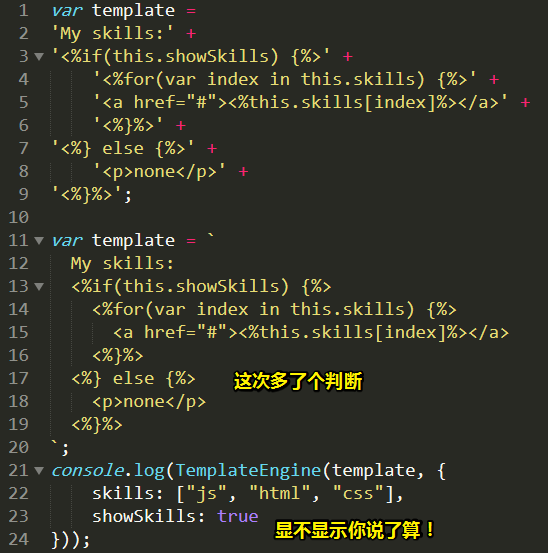 1 var template =
2 'My skills:' +
3 '<%if(this.showSkills) {%>' +
4 '<%for(var index in this.skills) {%>' +
5 '<a href="#"><%this.skills[index]%></a>' +
6 '<%}%>' +
7 '<%} else {%>' +
8 '<p>none</p>' +
9 '<%}%>';
10
11 var template = `
12 My skills:
13 <%if(this.showSkills) {%>
14 <%for(var index in this.skills) {%>
15 <a href="#"><%this.skills[index]%></a>
16 <%}%>
17 <%} else {%> 这次多了个判断
18 <p>none</p>
19 <%}%>
20 `;
21 console.log(TemplateEngine(template, {
22 skills: ["js", "html", "css"],
23 showSkills: true 显不显示你说了算！
24 }));